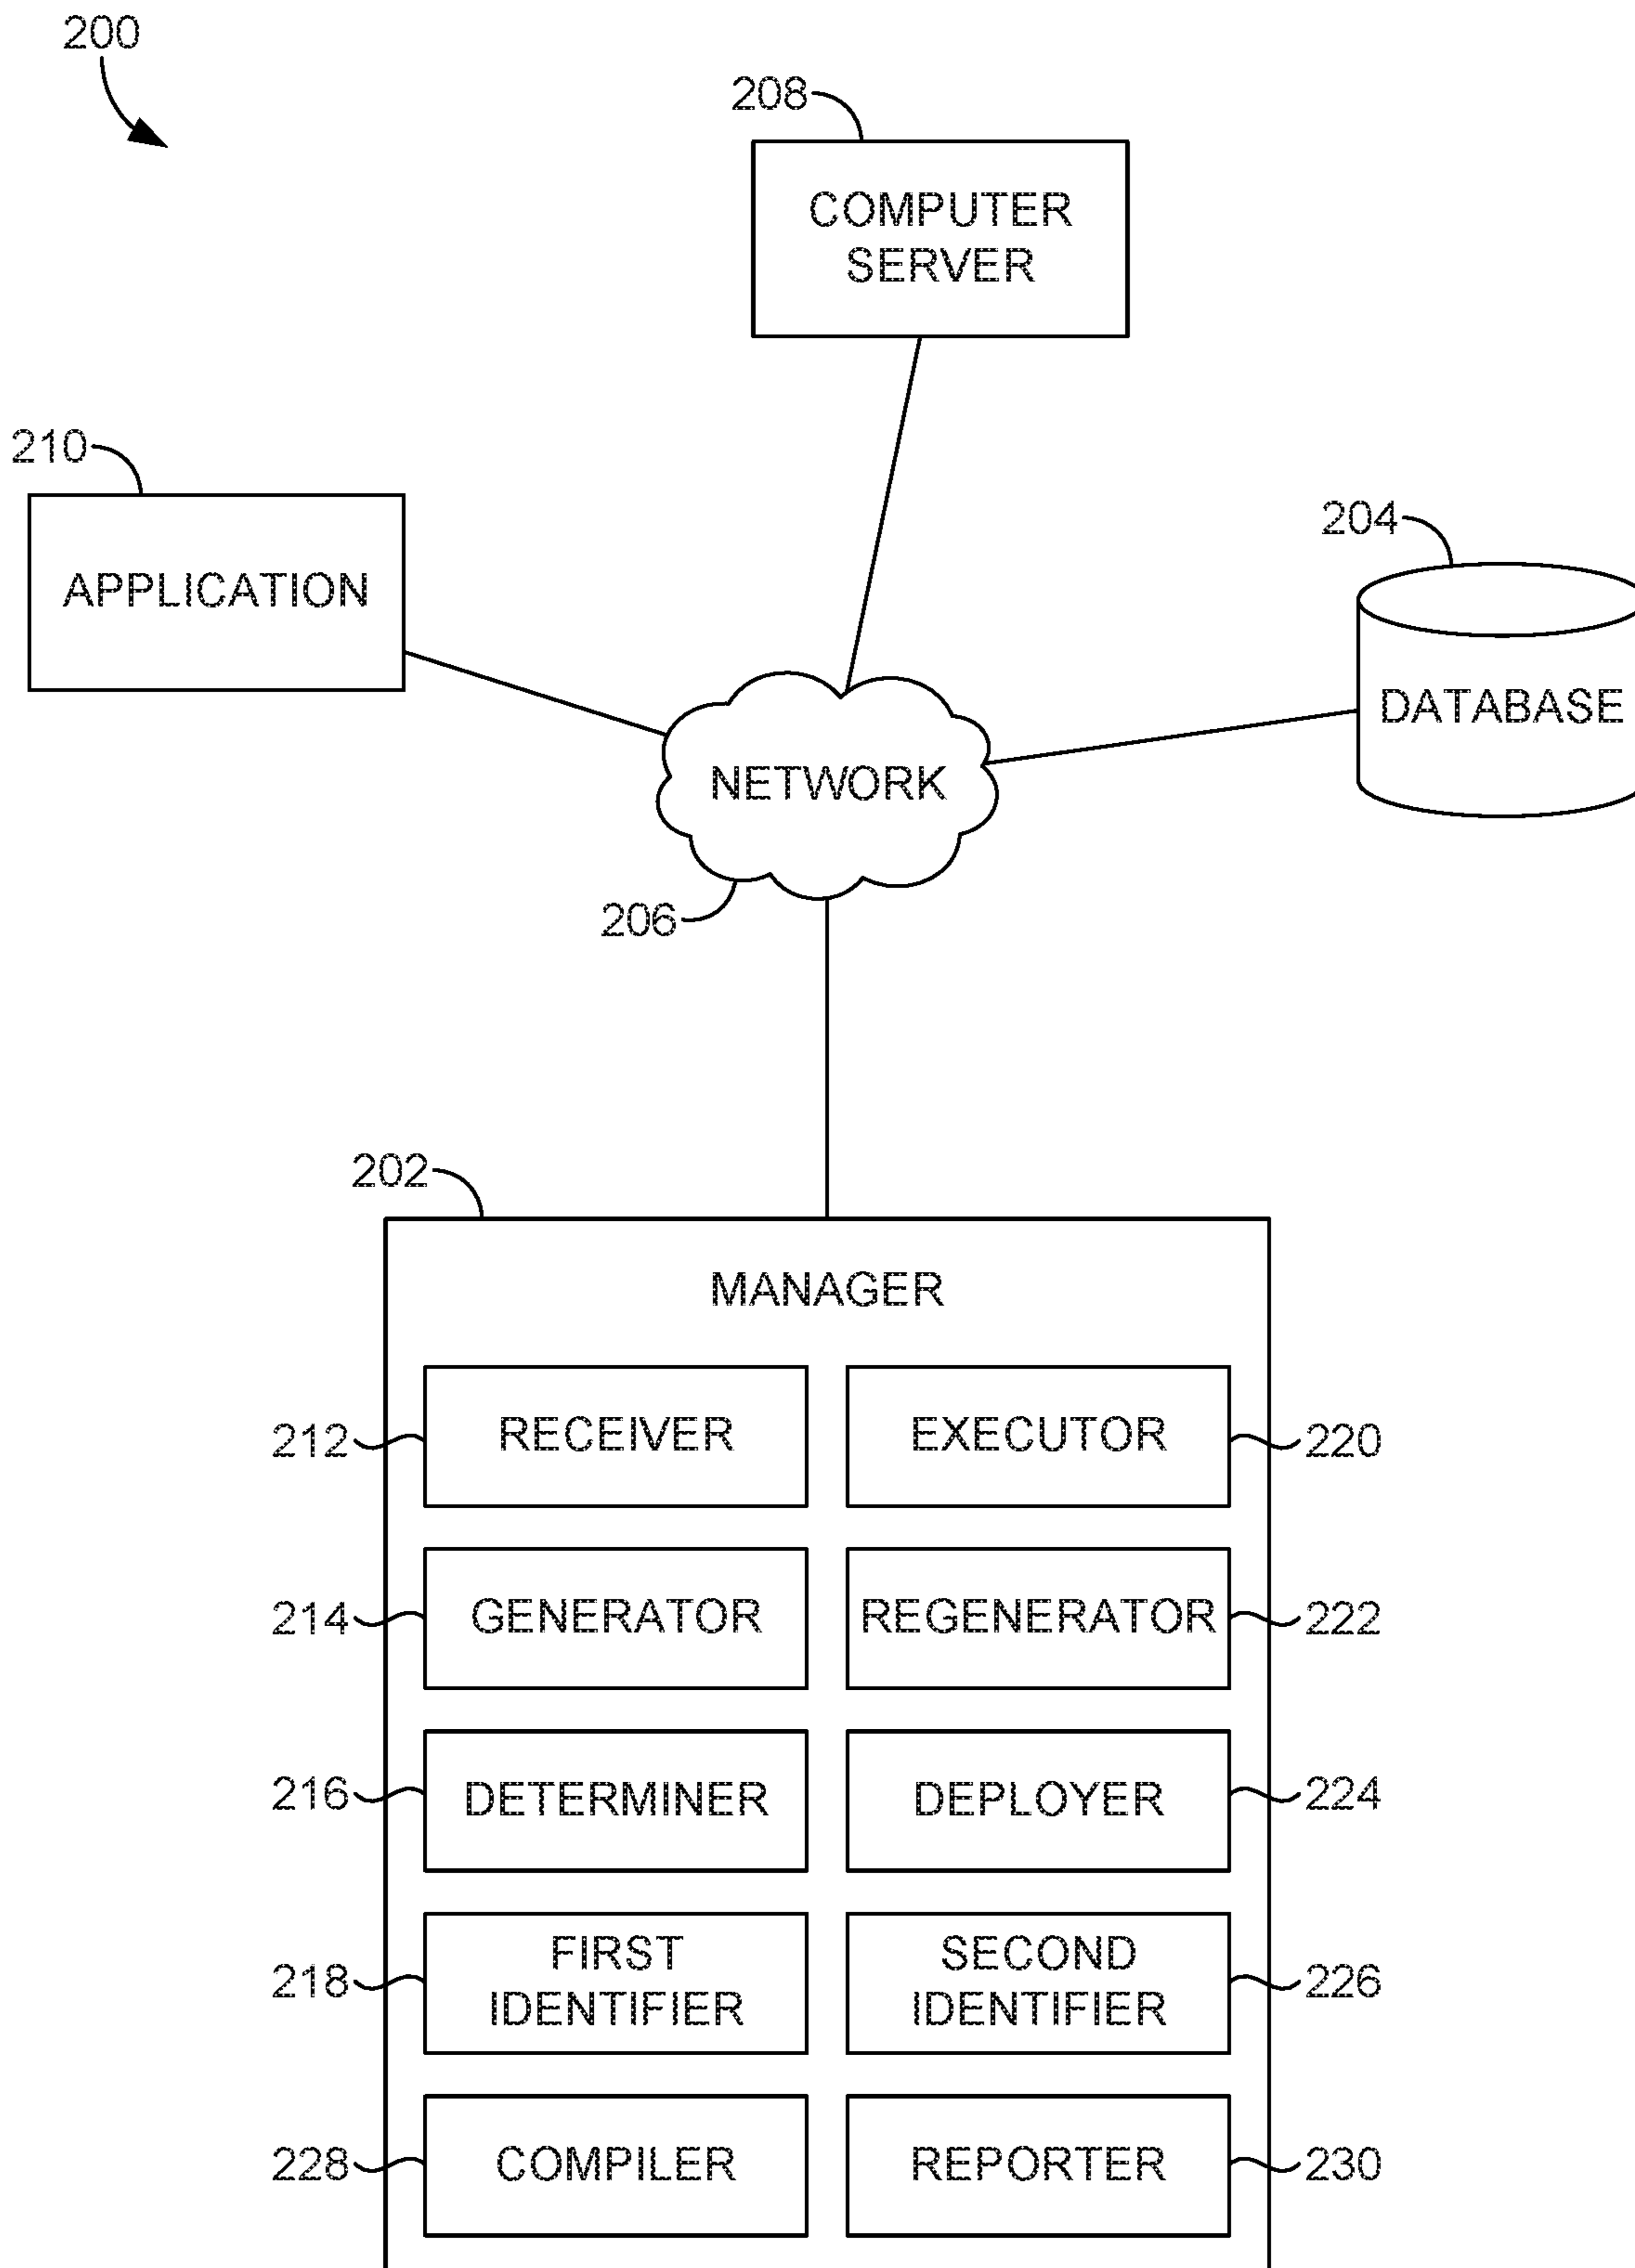 200
208
COMPUTER
SERVER
210
APPLICATION
204
DATABASE
NETWORK
206
202
MANAGER
212
RECEIVER
EXECUTOR
220
214
GENERATOR
REGENERATOR
222
216
DETERMINER
DEPLOYER
224
218
FIRST
IDENTIFIER
SECOND
IDENTIFIER
226
228
COMPILER
REPORTER
230